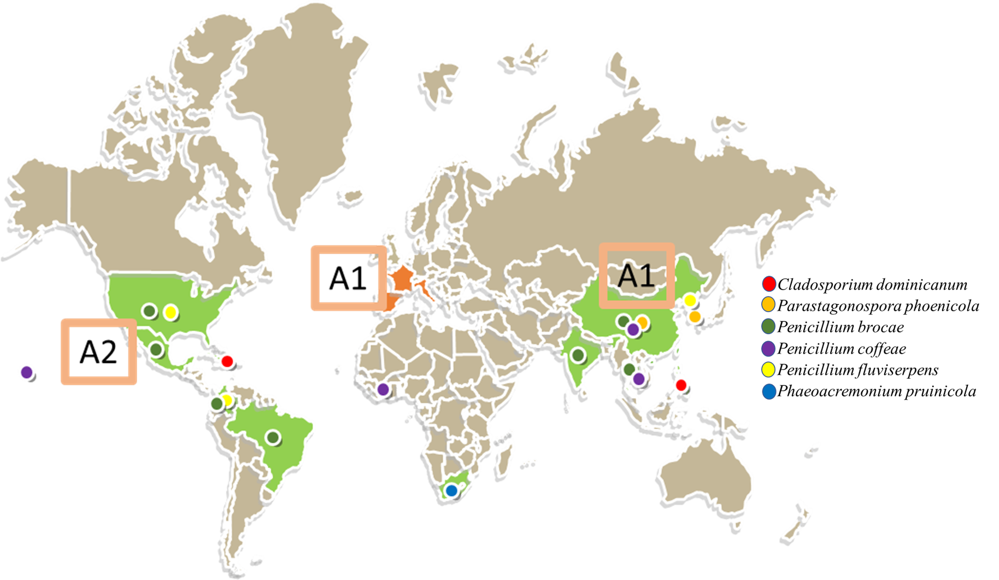 A1
A1
A2
Cladosporium dominicanum
Parastagonospora phoenicola
Penicillium brocae
Penicillium coffeae
Penicillium fluviserpens
Phaeoacremonium pruinicola